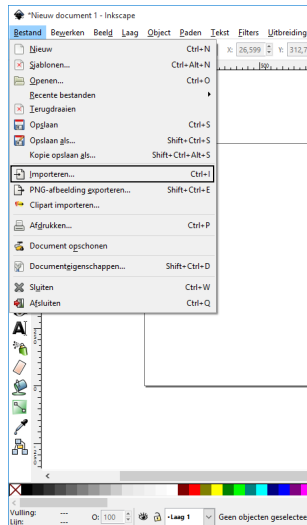 *Nieuw document 1 - Inkscape
Bestand Bewerken Beeld Laag Object Paden Tekst Filters Uitbreiding
Nieuw Ctrl+N
X: 26,599 Y: 312,7
Sjablonen... Ctrl+Alt+N
Openen... Ctrl+O
Recente bestanden
Terugdraaien
Opslaan Ctrl+S
Opslaan als... Shift+Ctrl+S
Kopie opslaan als... Shift+Ctrl+Alt+S
Importeren... Ctrl+I
PNG-afbeelding exporteren... Shift+Ctrl+E
Clipart importeren...
Afdrukken... Ctrl+P
Document opschonen
Documenteigenschappen... Shift+Ctrl+D
Sluiten Ctrl+W
Afsluiten Ctrl+Q
Vulling: ---
Lijn: ---
O: 100
•Laag 1
Geen objecten geselectee